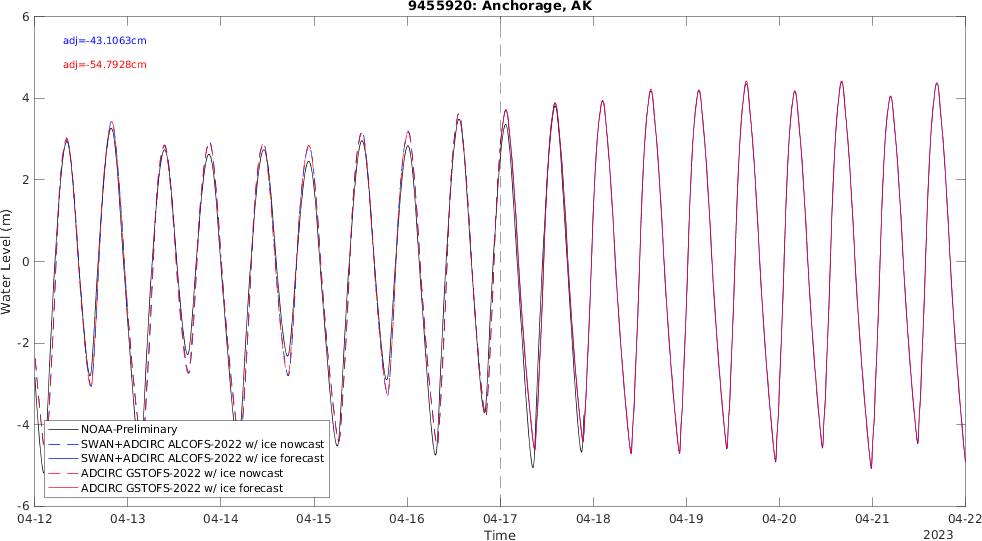 9455920: Anchorage, AK
adj=-43.1063cm
adj=-54.7928cm
Water Level (m)
6
4
2
0
-2
-4
-6
NOAA-Preliminary
SWAN+ADCIRC ALCOFS-2022 w/ ice nowcast
SWAN+ADCIRC ALCOFS-2022 w/ ice forecast
ADCIRC GSTOFS-2022 w/ ice nowcast
ADCIRC GSTOFS-2022 w/ ice forecast
04-12 04-13 04-14 04-15 04-16 04-17 04-18 04-19 04-20 04-21 04-22
Time
2023